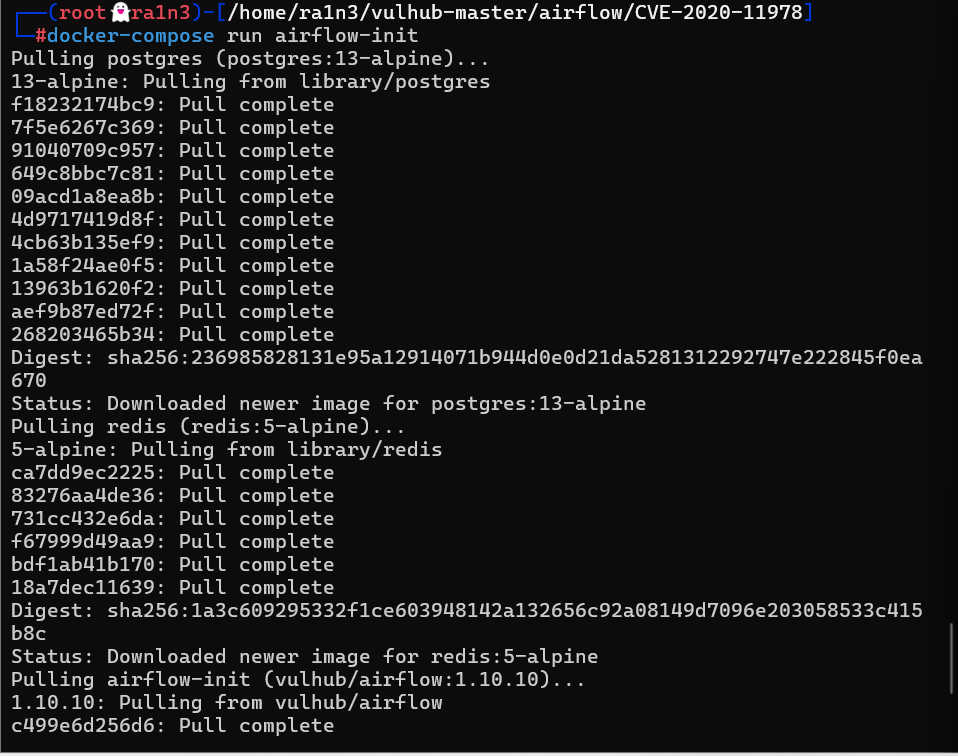 ┌──(root👻ra1n3)-[/home/ra1n3/vulhub-master/airflow/CVE-2020-11978]
└─#docker-compose run airflow-init
Pulling postgres (postgres:13-alpine)...
13-alpine: Pulling from library/postgres
f18232174bc9: Pull complete
7f5e6267c369: Pull complete
91040709c957: Pull complete
649c8bbc7c81: Pull complete
09acd1a8ea8b: Pull complete
4d9717419d8f: Pull complete
4cb63b135ef9: Pull complete
1a58f24ae0f5: Pull complete
13963b1620f2: Pull complete
aef9b87ed72f: Pull complete
268203465b34: Pull complete
Digest: sha256:236985828131e95a12914071b944d0e0d21da5281312292747e222845f0ea
670
Status: Downloaded newer image for postgres:13-alpine
Pulling redis (redis:5-alpine)...
5-alpine: Pulling from library/redis
ca7dd9ec2225: Pull complete
83276aa4de36: Pull complete
731cc432e6da: Pull complete
f67999d49aa9: Pull complete
bdf1ab41b170: Pull complete
18a7dec11639: Pull complete
Digest: sha256:1a3c609295332f1ce603948142a132656c92a08149d7096e203058533c415
b8c
Status: Downloaded newer image for redis:5-alpine
Pulling airflow-init (vulhub/airflow:1.10.10)...
1.10.10: Pulling from vulhub/airflow
c499e6d256d6: Pull complete